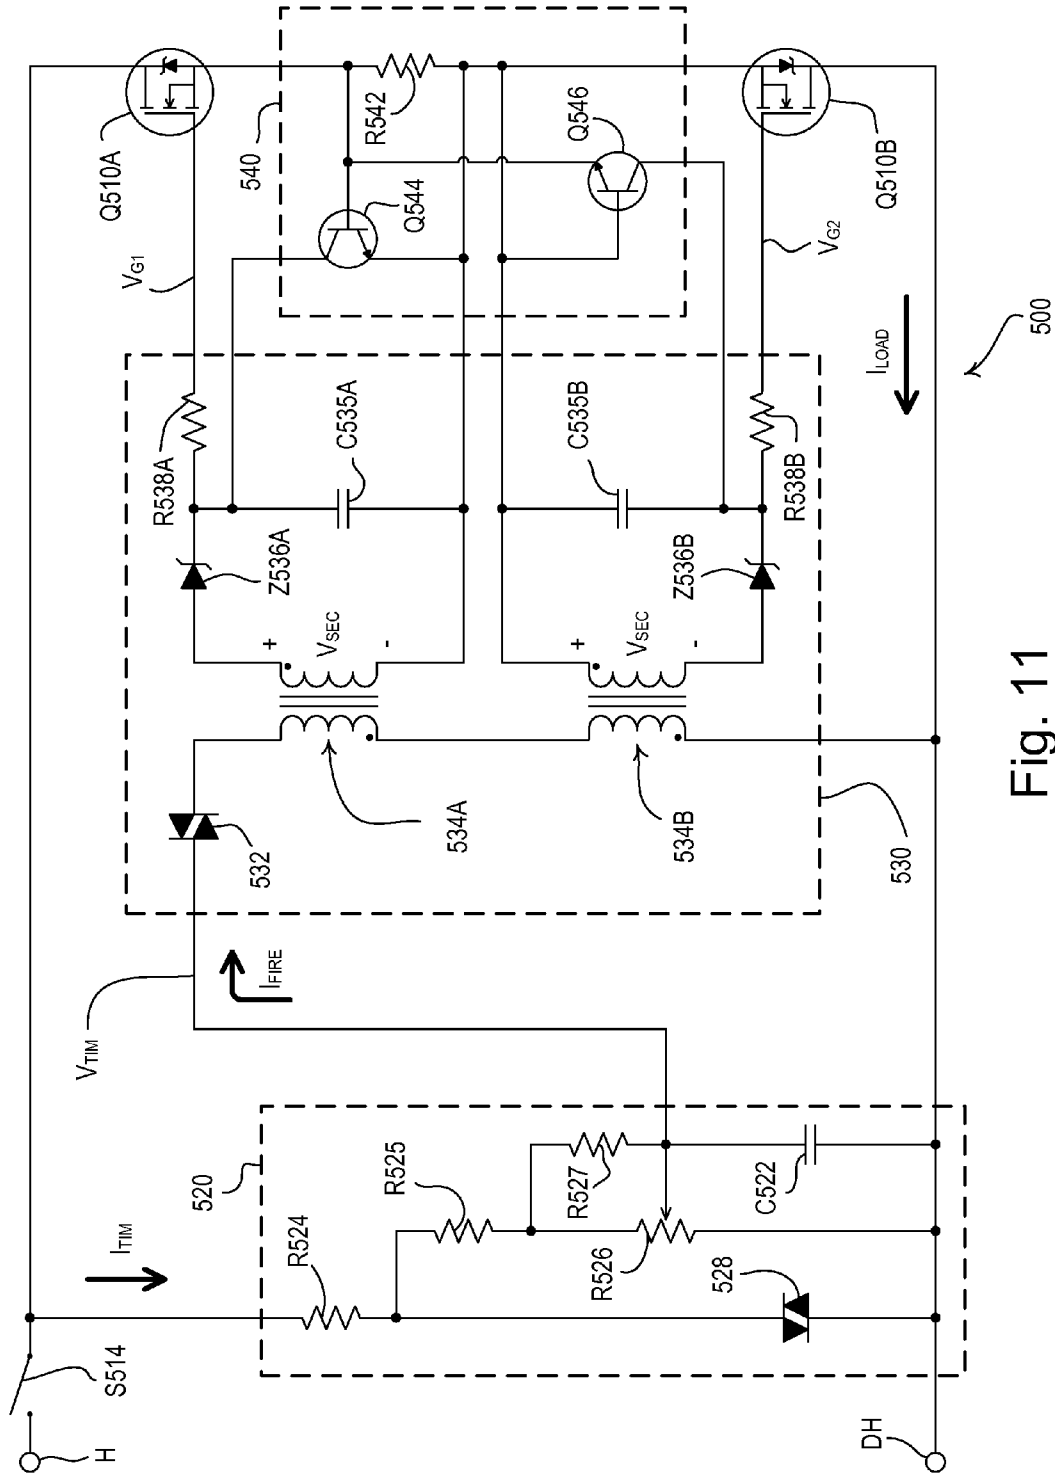 H
S514
I_TIM
520
R524
R525
R527
R526
C522
528
DH
V_TIM
I_FIRE
532
534A
534B
530
+
V_SEC
-
+
V_SEC
-
Z536A
Z536B
R538A
C535A
C535B
R538B
V_G1
V_G2
Q510A
540
R542
Q544
Q546
Q510B
I_LOAD
500
Fig. 11